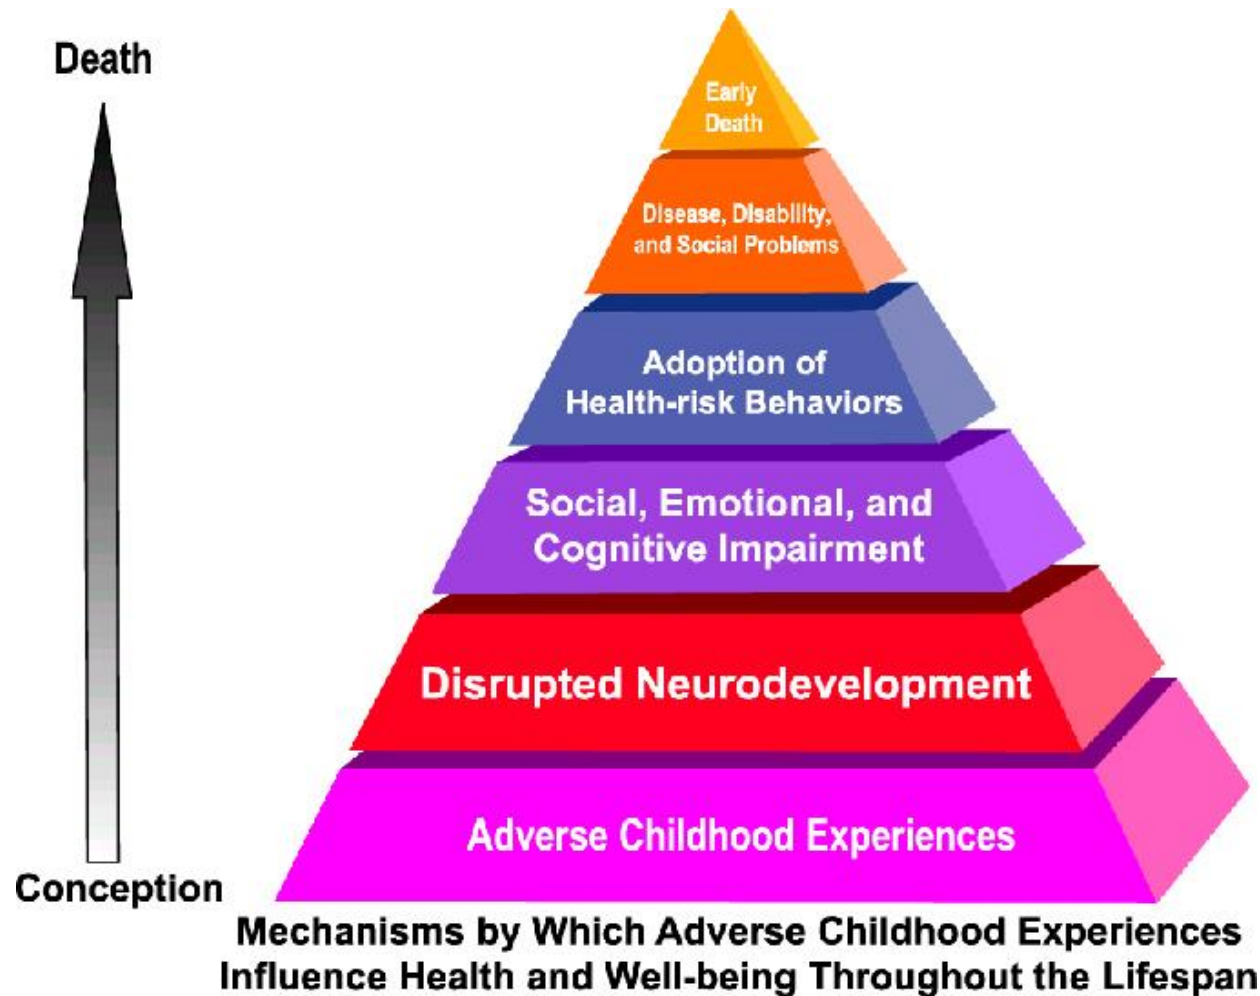 Death
Early
Death
Disease, Disability,
and Social Problems
Adoption of
Health-risk Behaviors
Social, Emotional, and
Cognitive Impairment
Disrupted Neurodevelopment
Adverse Childhood Experiences
Conception
Mechanisms by Which Adverse Childhood Experiences
Influence Health and Well-being Throughout the Lifespan